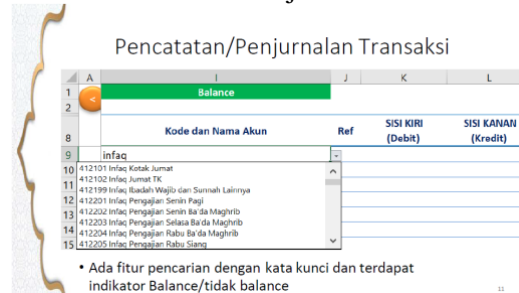 Pencatatan/Penjurnalan Transaksi
A I J K L
1 Balance
2
8 Kode dan Nama Akun Ref SISI KIRI (Debit) SISI KANAN (Kredit)
9 infaq
10 412101 Infaq Kotak Jumat
11 412102 Infaq Jumat TK
412199 Infaq Ibadah Wajib dan Sunnah Lainnya
12 412201 Infaq Pengajian Senin Pagi
13 412202 Infaq Pengajian Senin Ba'da Maghrib
412203 Infaq Pengajian Selasa Ba'da Maghrib
14 412204 Infaq Pengajian Rabu Ba'da Maghrib
15 412205 Infaq Pengajian Rabu Siang
• Ada fitur pencarian dengan kata kunci dan terdapat
indikator Balance/tidak balance
11